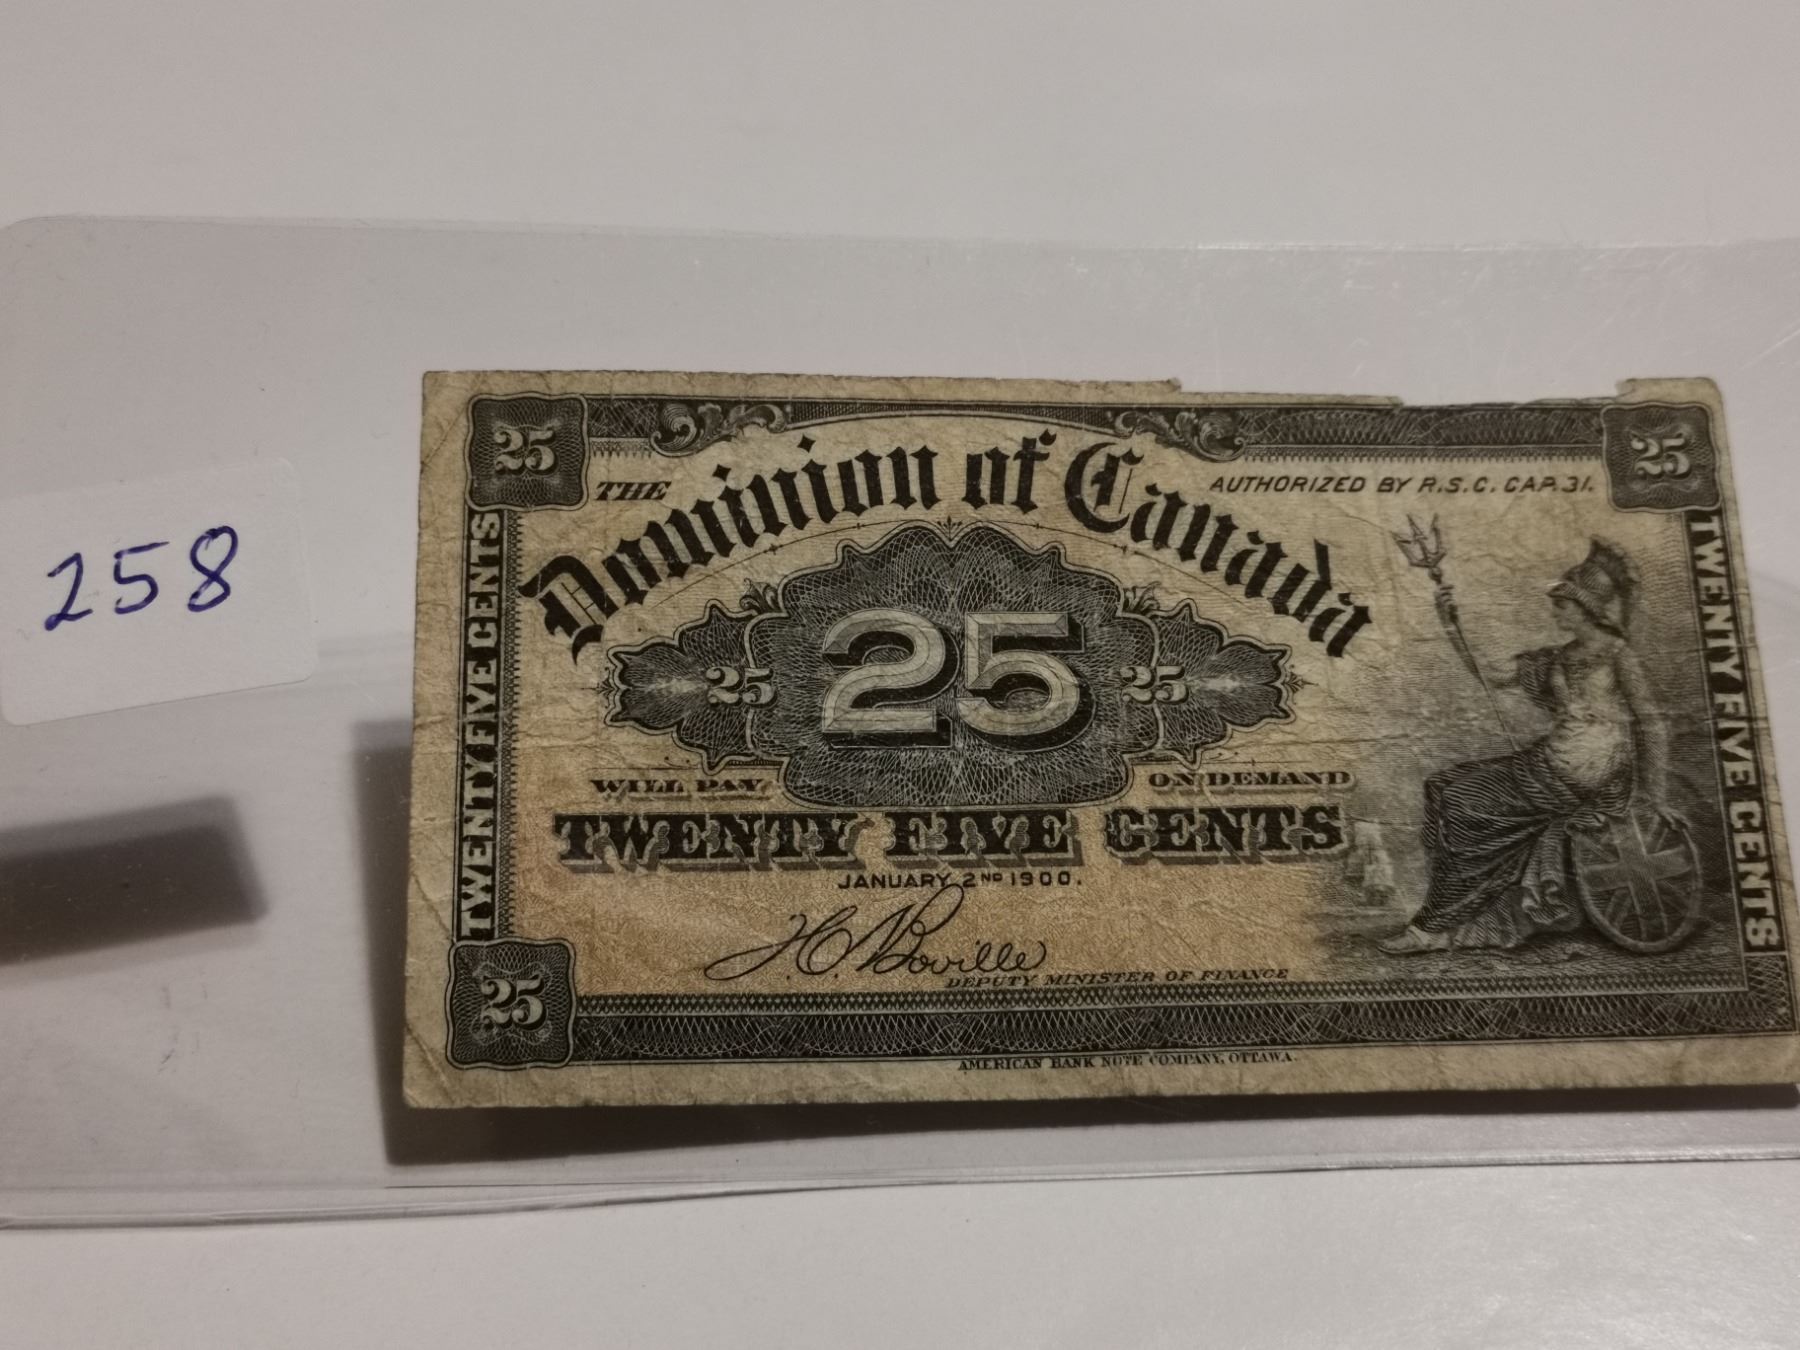 258
25
25
THE
Dominion of Canada
AUTHORIZED BY R.S.C. CAP. 31.
TWENTY FIVE CENTS
TWENTY FIVE CENTS
25
25
25
WILL PAY
ON DEMAND
TWENTY FIVE CENTS
JANUARY 2ND 1900.
H.C. Boville
DEPUTY MINISTER OF FINANCE
25
AMERICAN BANK NOTE COMPANY, OTTAWA.